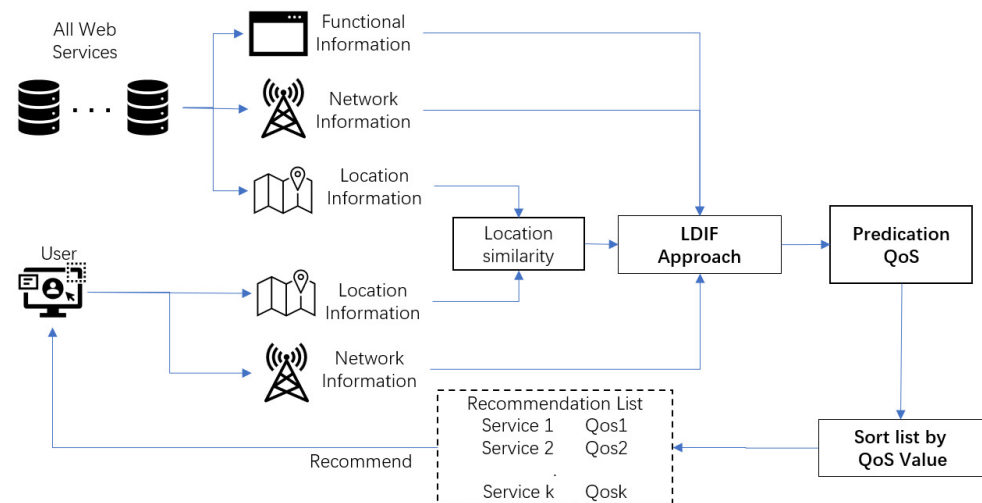 All Web
Services
Functional
Information
Network
Information
Location
Information
Location
similarity
LDIF
Approach
Predication
QoS
User
Location
Information
Network
Information
Recommendation List
Service 1 Qos1
Service 2 Qos2
.
Service k Qosk
Sort list by
QoS Value
Recommend